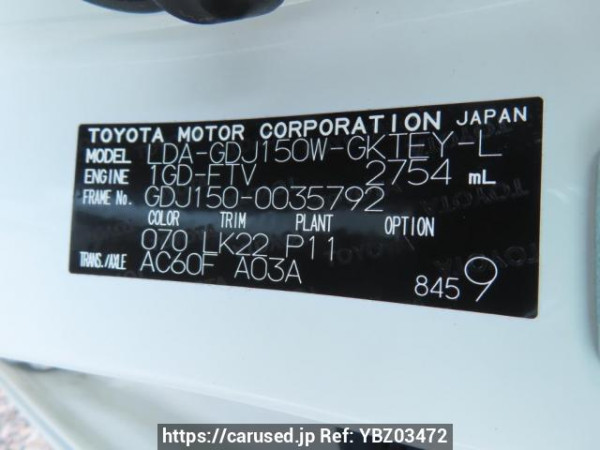 TOYOTA MOTOR CORPORATION JAPAN
MODEL LDA-GDJ150W-GKTEY-L
ENGINE 1GD-FTV 2754 mL
FRAME No. GDJ150-0035792
COLOR TRIM PLANT OPTION
070 LK22 P11
TRANS./AXLE AC60F A03A
8459
https://carused.jp Ref: YBZ03472